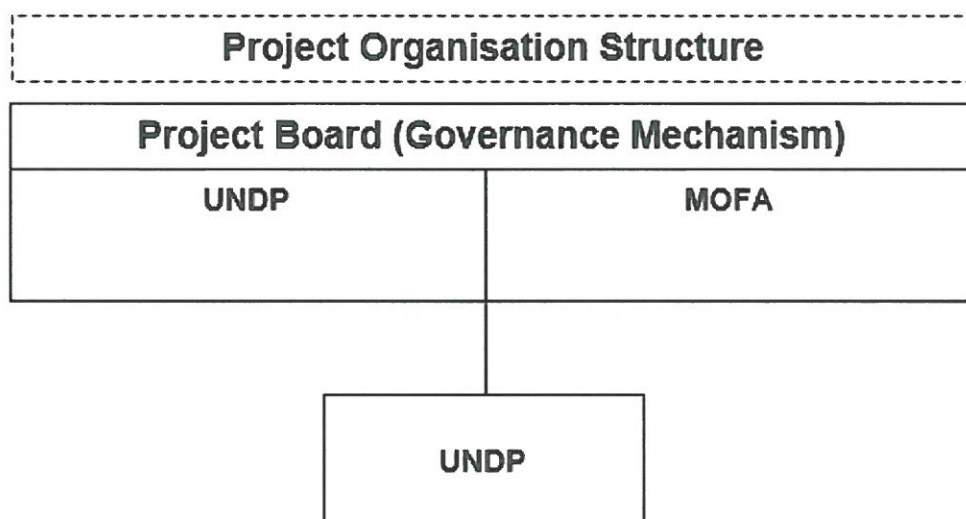 Project Organisation Structure
Project Board (Governance Mechanism)
UNDP
MOFA
UNDP